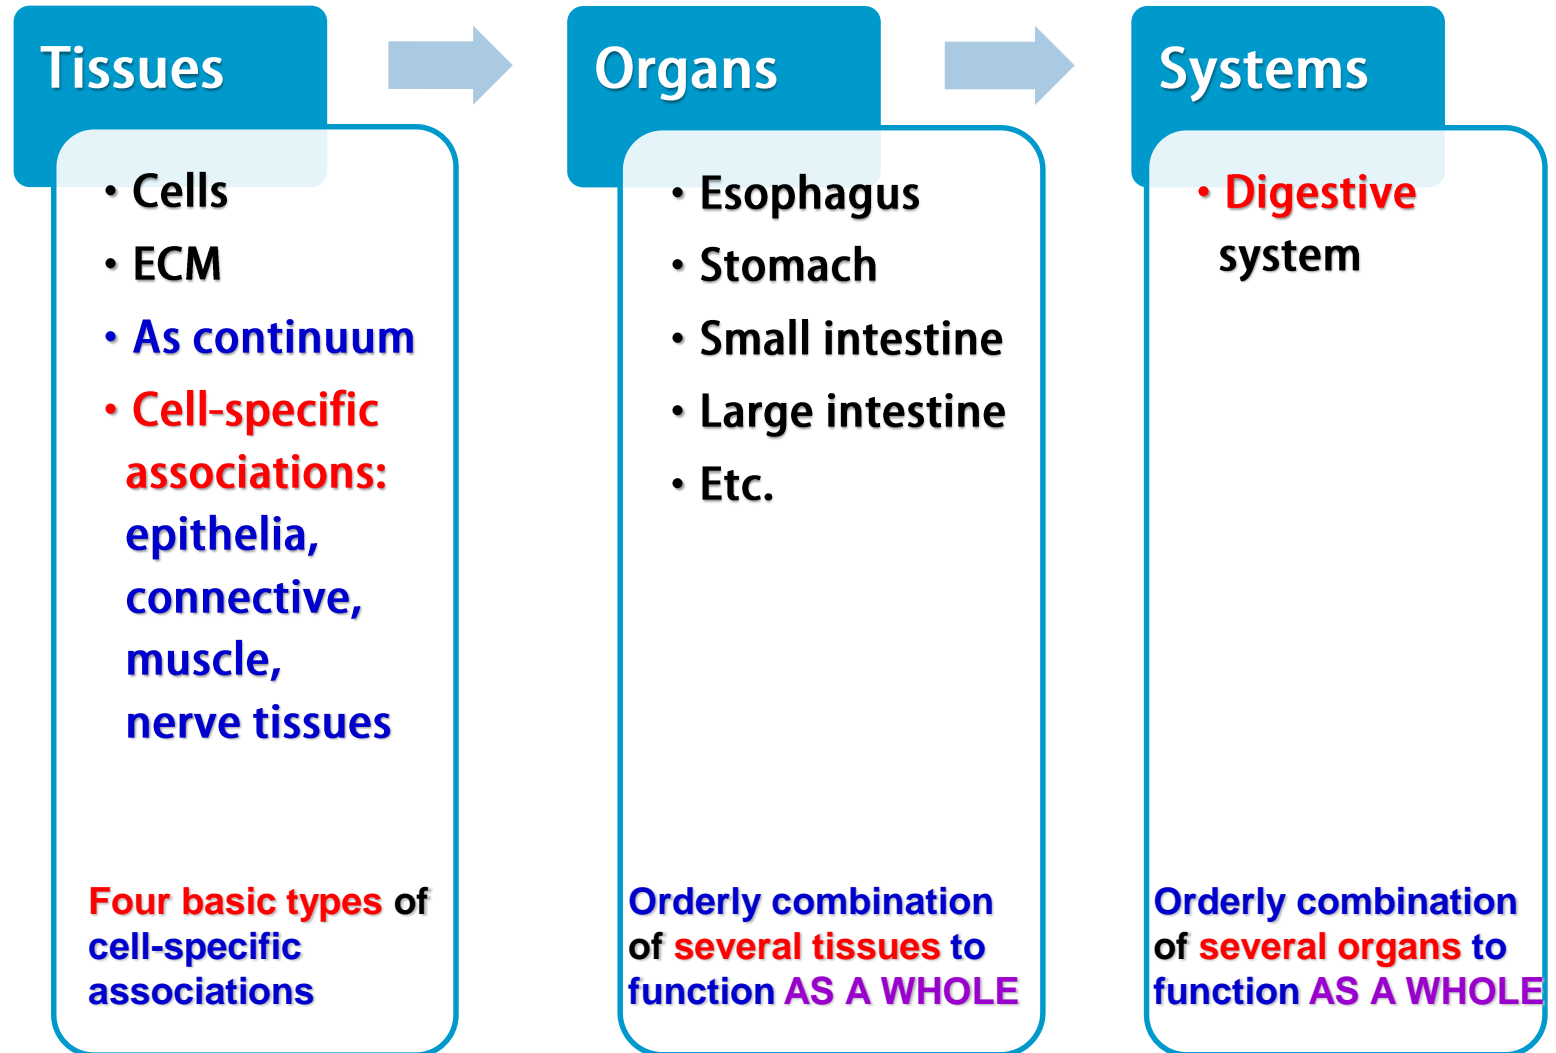 Tissues
• Cells
• ECM
• As continuum
• Cell-specific
associations:
epithelia,
connective,
muscle,
nerve tissues
Four basic types of
cell-specific
associations
Organs
• Esophagus
• Stomach
• Small intestine
• Large intestine
• Etc.
Orderly combination
of several tissues to
function AS A WHOLE
Systems
• Digestive
system
Orderly combination
of several organs to
function AS A WHOLE